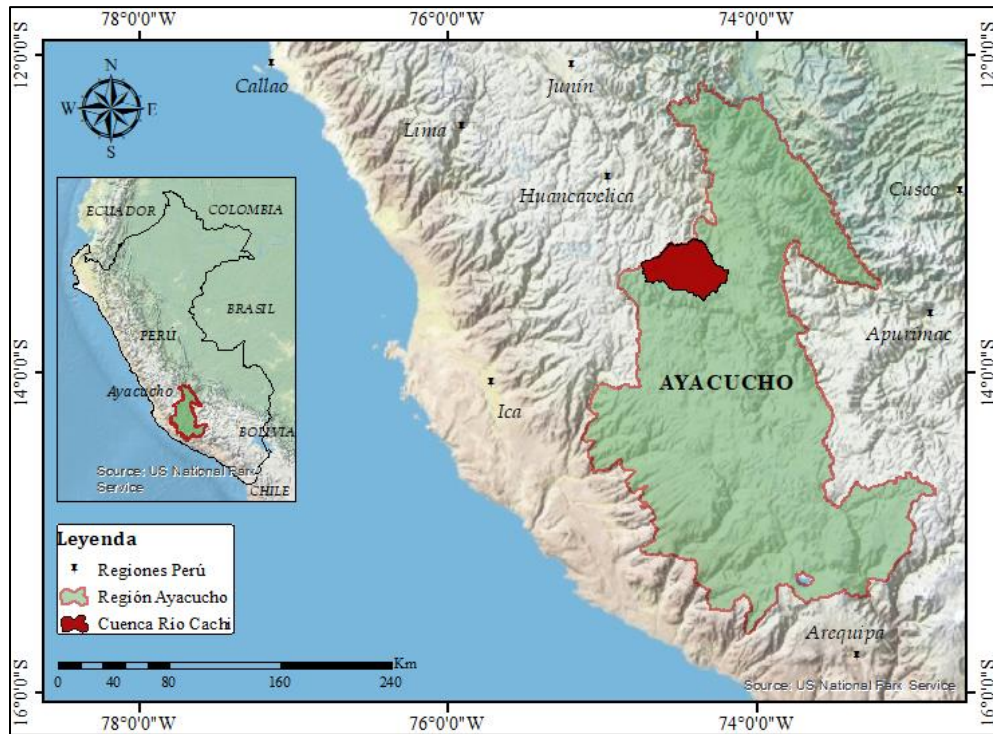 78°0'0"W 76°0'0"W 74°0'0"W
12°0'0"S 12°0'0"S
N
W E
S
Callao
Junín
Lima
Huancavelica
Cusco
ECUADOR
COLOMBIA
BRASIL
PERÚ
Ayacucho
BOLIVIA
Source: US National Park
Service
CHILE
Apurimac
14°0'0"S 14°0'0"S
AYACUCHO
Ica
Leyenda
Regiones Perú
Región Ayacucho
Cuenca Río Cachi
Arequipa
Km
0 40 80 160 240
Source: US National Park Service
16°0'0"S 16°0'0"S
78°0'0"W 76°0'0"W 74°0'0"W